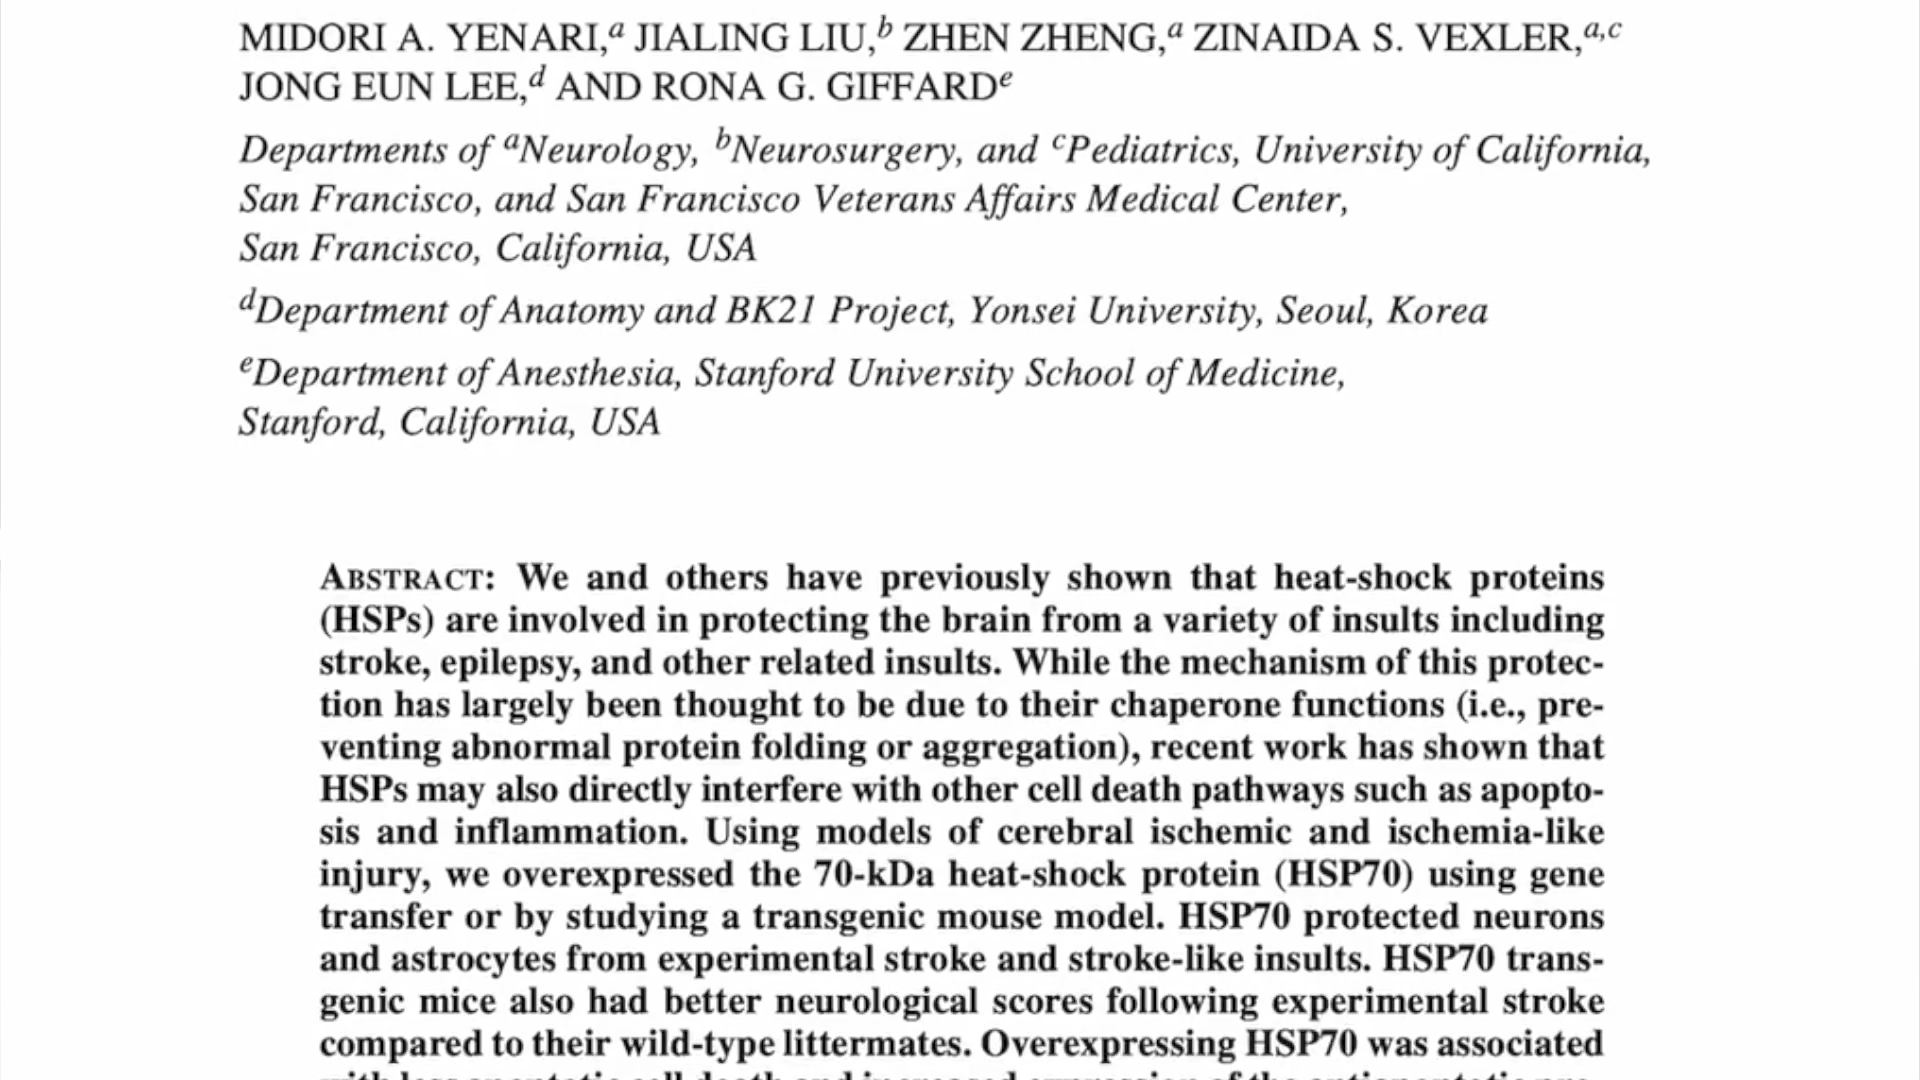 MIDORI A. YENARI,a JIALING LIU,b ZHEN ZHENG,a ZINAIDA S. VEXLER,a,c
JONG EUN LEE,d AND RONA G. GIFFARDe
Departments of aNeurology, bNeurosurgery, and cPediatrics, University of California,
San Francisco, and San Francisco Veterans Affairs Medical Center,
San Francisco, California, USA
dDepartment of Anatomy and BK21 Project, Yonsei University, Seoul, Korea
eDepartment of Anesthesia, Stanford University School of Medicine,
Stanford, California, USA
ABSTRACT: We and others have previously shown that heat-shock proteins
(HSPs) are involved in protecting the brain from a variety of insults including
stroke, epilepsy, and other related insults. While the mechanism of this protec-
tion has largely been thought to be due to their chaperone functions (i.e., pre-
venting abnormal protein folding or aggregation), recent work has shown that
HSPs may also directly interfere with other cell death pathways such as apopto-
sis and inflammation. Using models of cerebral ischemic and ischemia-like
injury, we overexpressed the 70-kDa heat-shock protein (HSP70) using gene
transfer or by studying a transgenic mouse model. HSP70 protected neurons
and astrocytes from experimental stroke and stroke-like insults. HSP70 trans-
genic mice also had better neurological scores following experimental stroke
compared to their wild-type littermates. Overexpressing HSP70 was associated